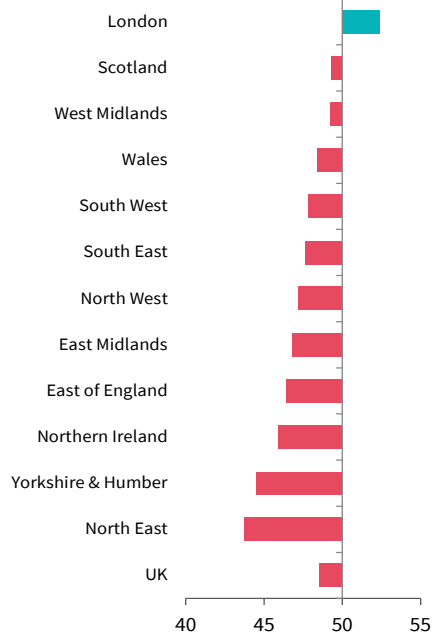 London
Scotland
West Midlands
Wales
South West
South East
North West
East Midlands
East of England
Northern Ireland
Yorkshire & Humber
North East
UK
40 45 50 55